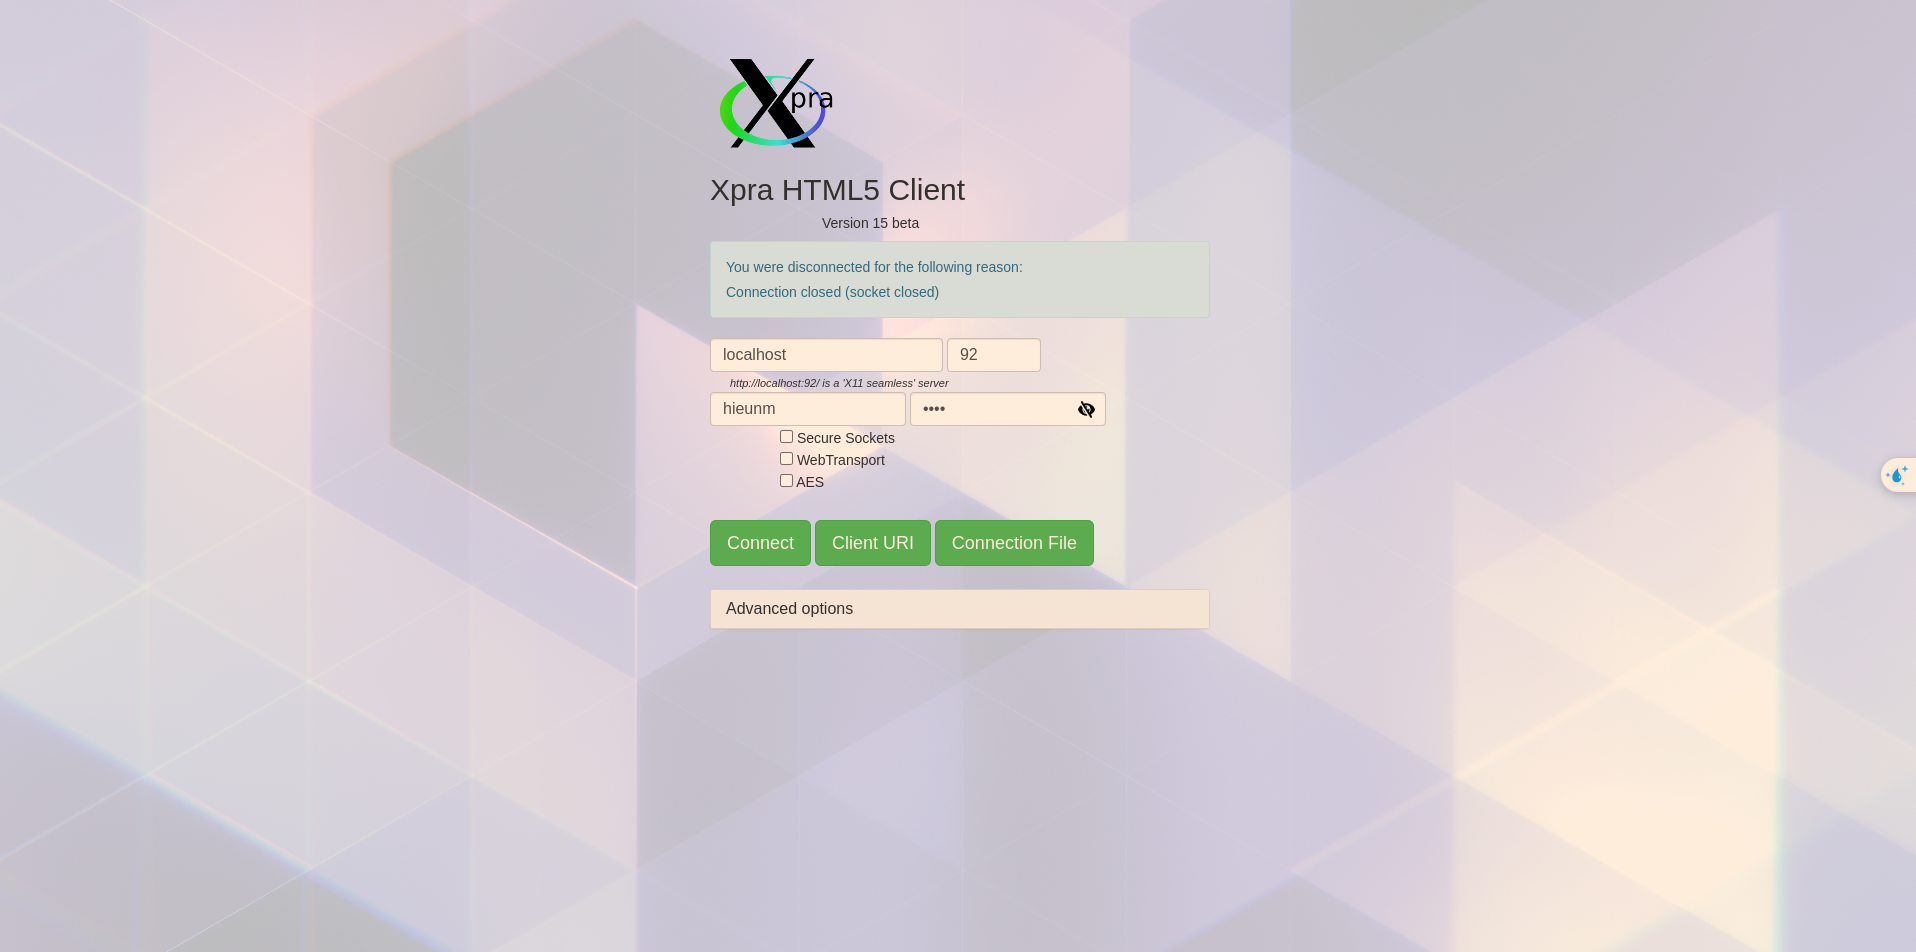 Xpra
Xpra HTML5 Client
Version 15 beta
You were disconnected for the following reason:
Connection closed (socket closed)
localhost 92
http://localhost:92/ is a 'X11 seamless' server
hieunm ••••
Secure Sockets
WebTransport
AES
Connect Client URI Connection File
Advanced options